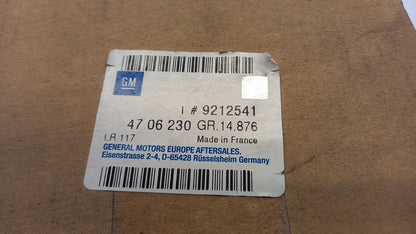 GM
I # 9212541
47 06 230 GR.14.876
LR 117
Made in France
GENERAL MOTORS EUROPE AFTERSALES.
Eisenstrasse 2-4, D-65428 Rüsselsheim Germany